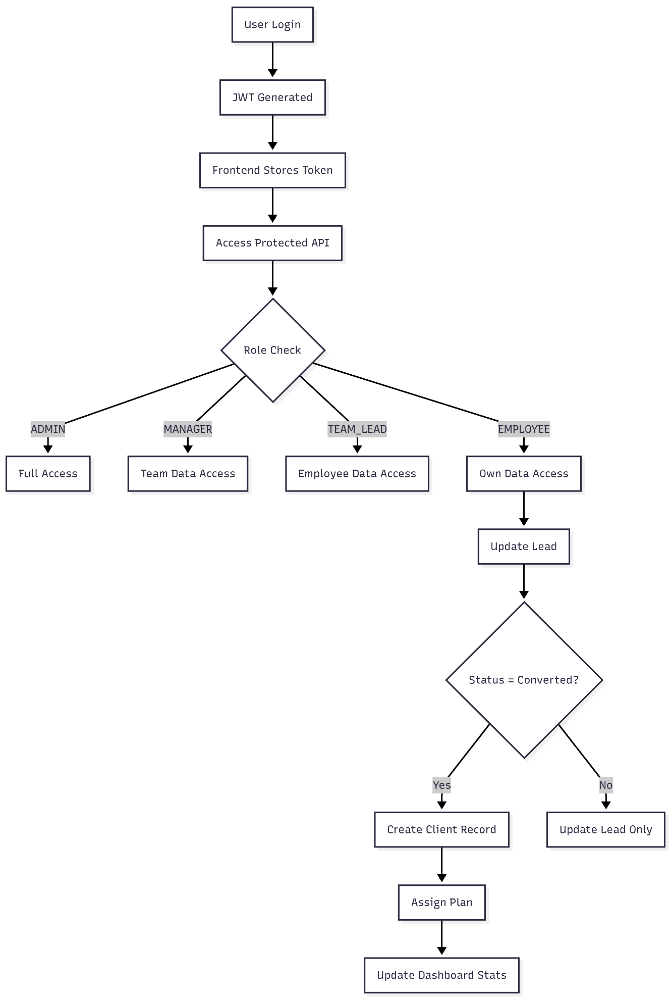 User Login
JWT Generated
Frontend Stores Token
Access Protected API
Role Check
ADMIN
MANAGER
TEAM_LEAD
EMPLOYEE
Full Access
Team Data Access
Employee Data Access
Own Data Access
Update Lead
Status = Converted?
Yes
No
Create Client Record
Update Lead Only
Assign Plan
Update Dashboard Stats